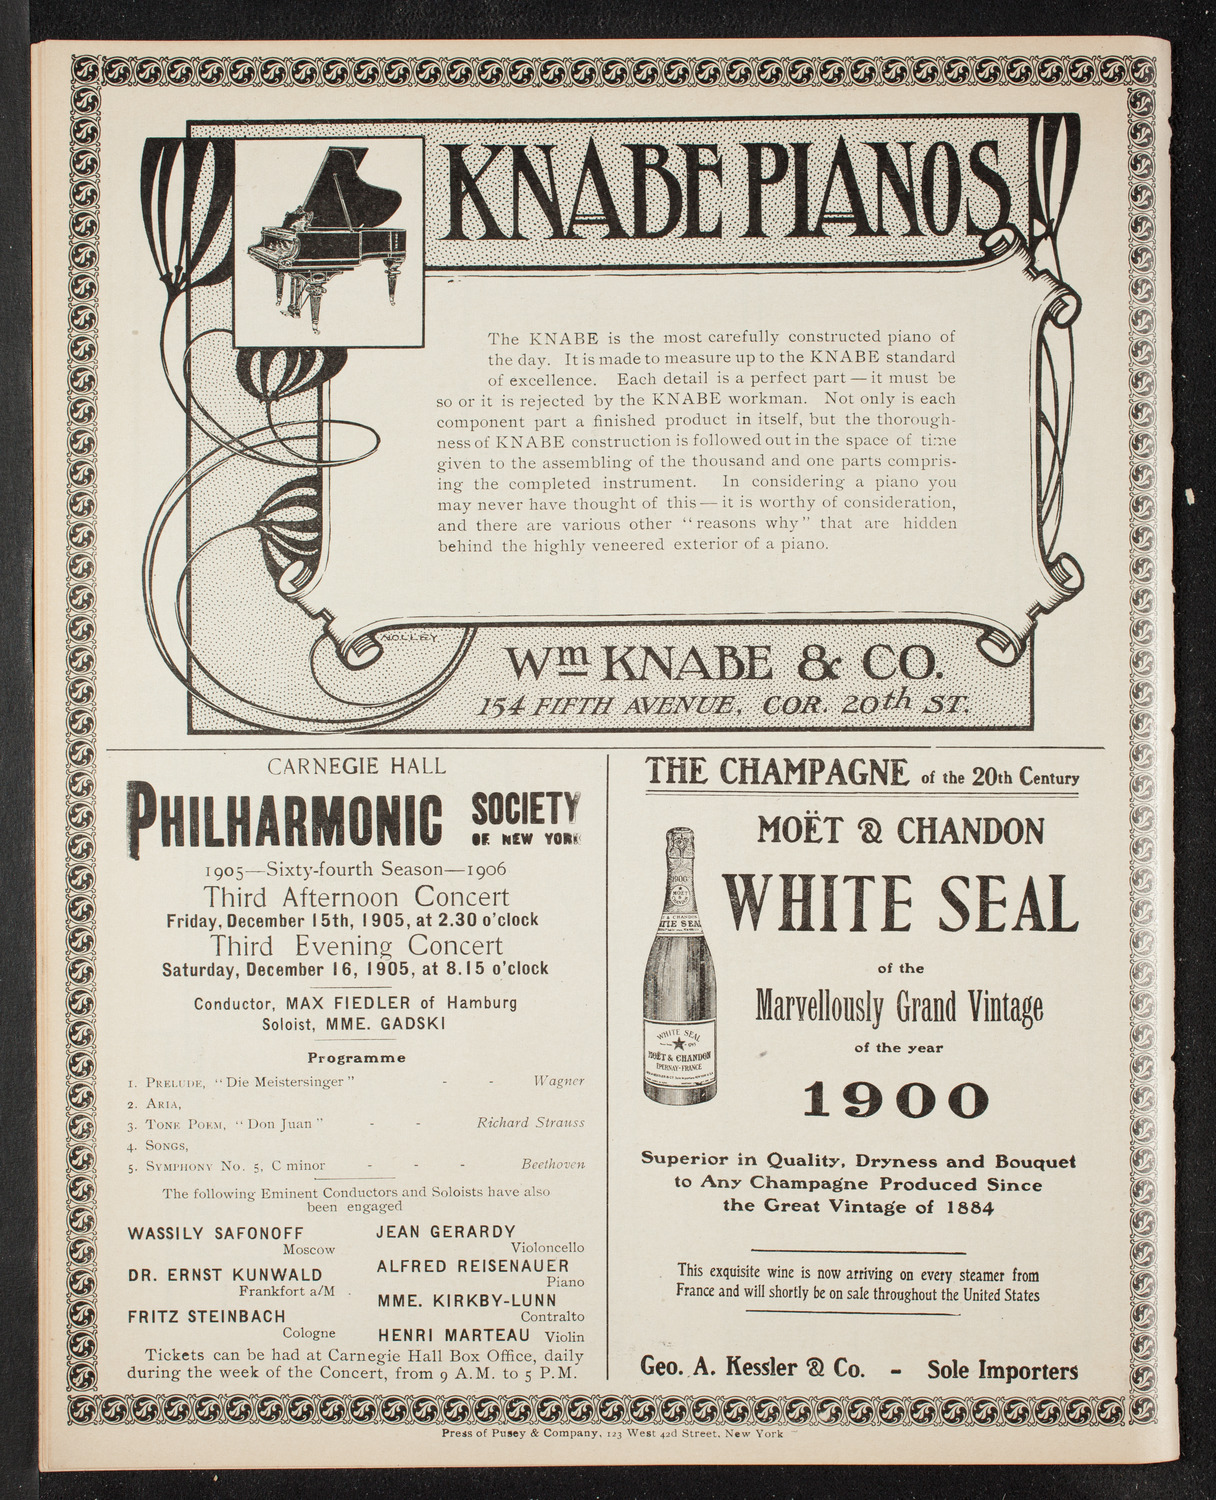 KNABE PIANOS
The KNABE is the most carefully constructed piano of
the day. It is made to measure up to the KNABE standard
of excellence. Each detail is a perfect part — it must be
so or it is rejected by the KNABE workman. Not only is each
component part a finished product in itself, but the thorough-
ness of KNABE construction is followed out in the space of time
given to the assembling of the thousand and one parts compris-
ing the completed instrument. In considering a piano you
may never have thought of this — it is worthy of consideration,
and there are various other "reasons why" that are hidden
behind the highly veneered exterior of a piano.
NOLLEY
Wm KNABE & CO.
154 FIFTH AVENUE, COR. 20th ST.
CARNEGIE HALL
PHILHARMONIC SOCIETY
OF NEW YORK
1905—Sixty-fourth Season—1906
Third Afternoon Concert
Friday, December 15th, 1905, at 2.30 o'clock
Third Evening Concert
Saturday, December 16, 1905, at 8.15 o'clock
Conductor, MAX FIEDLER of Hamburg
Soloist, MME. GADSKI
Programme
1. PRELUDE, "Die Meistersinger" - - Wagner
2. ARIA,
3. TONE POEM, "Don Juan" - - Richard Strauss
4. SONGS,
5. SYMPHONY No. 5, C minor - - - Beethoven
The following Eminent Conductors and Soloists have also
been engaged
WASSILY SAFONOFF
Moscow
DR. ERNST KUNWALD
Frankfort a/M
FRITZ STEINBACH
Cologne
JEAN GERARDY
Violoncello
ALFRED REISENAUER
Piano
MME. KIRKBY-LUNN
Contralto
HENRI MARTEAU Violin
Tickets can be had at Carnegie Hall Box Office, daily
during the week of the Concert, from 9 A.M. to 5 P.M.
THE CHAMPAGNE of the 20th Century
MOËT & CHANDON
WHITE SEAL
of the
Marvellously Grand Vintage
of the year
1900
1900
MOËT
WHITE SEAL
MOËT & CHANDON
EPERNAY-FRANCE
Superior in Quality, Dryness and Bouquet
to Any Champagne Produced Since
the Great Vintage of 1884
This exquisite wine is now arriving on every steamer from
France and will shortly be on sale throughout the United States
Geo. A. Kessler & Co. - Sole Importers
Press of Pusey & Company, 123 West 42d Street, New York